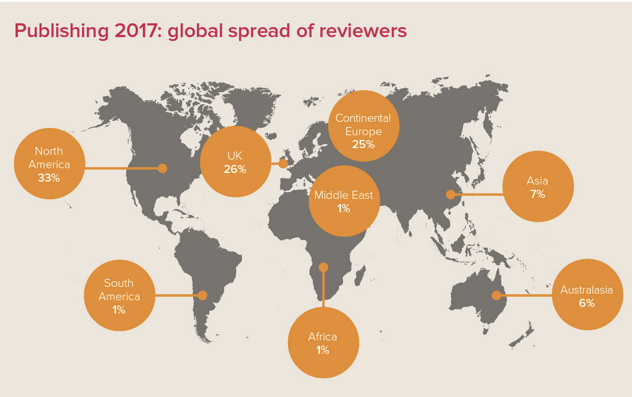 Publishing 2017: global spread of reviewers
Continental
Europe
25%
North
America
33%
UK
26%
Middle East
1%
Asia
7%
South
America
1%
Australasia
6%
Africa
1%